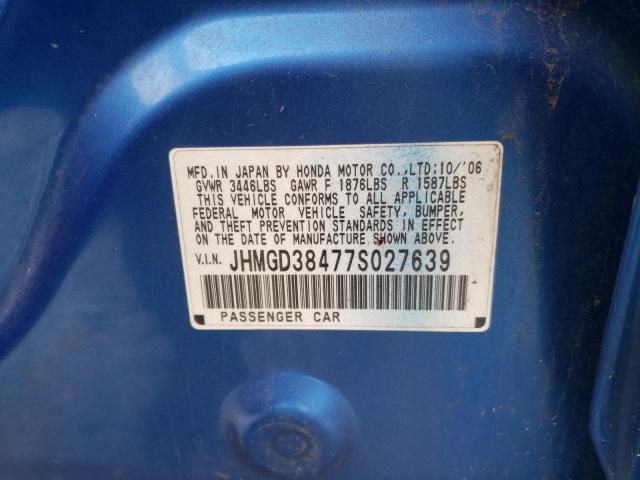 MFD. IN JAPAN BY HONDA MOTOR CO.,LTD;10/'06
GVWR 3446LBS GAWR F 1876LBS R 1587LBS
THIS VEHICLE CONFORMS TO ALL APPLICABLE
FEDERAL MOTOR VEHICLE SAFETY, BUMPER,
AND THEFT PREVENTION STANDARDS IN EFFECT
ON THE DATE OF MANUFACTURE SHOWN ABOVE.
V.I.N. JHMGD38477S027639
PASSENGER CAR